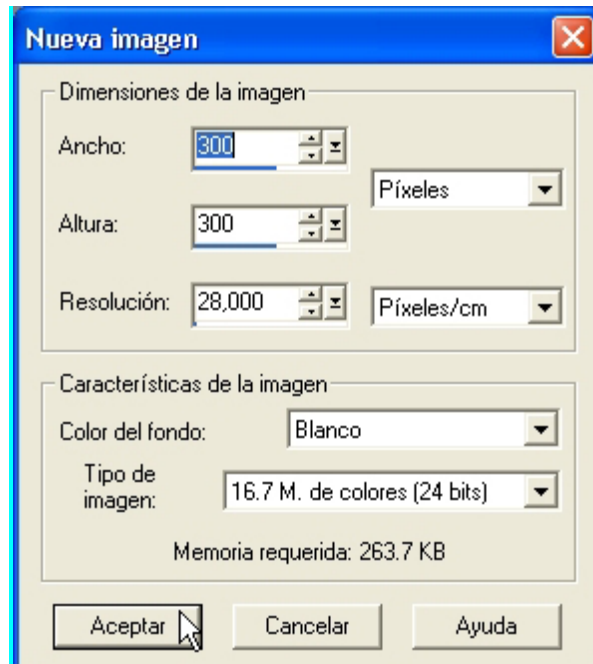 Nueva imagen
Dimensiones de la imagen
Ancho: 300
Píxeles
Altura: 300
Resolución: 28,000 Píxeles/cm
Características de la imagen
Color del fondo: Blanco
Tipo de
imagen: 16.7 M. de colores (24 bits)
Memoria requerida: 263.7 KB
Aceptar Cancelar Ayuda